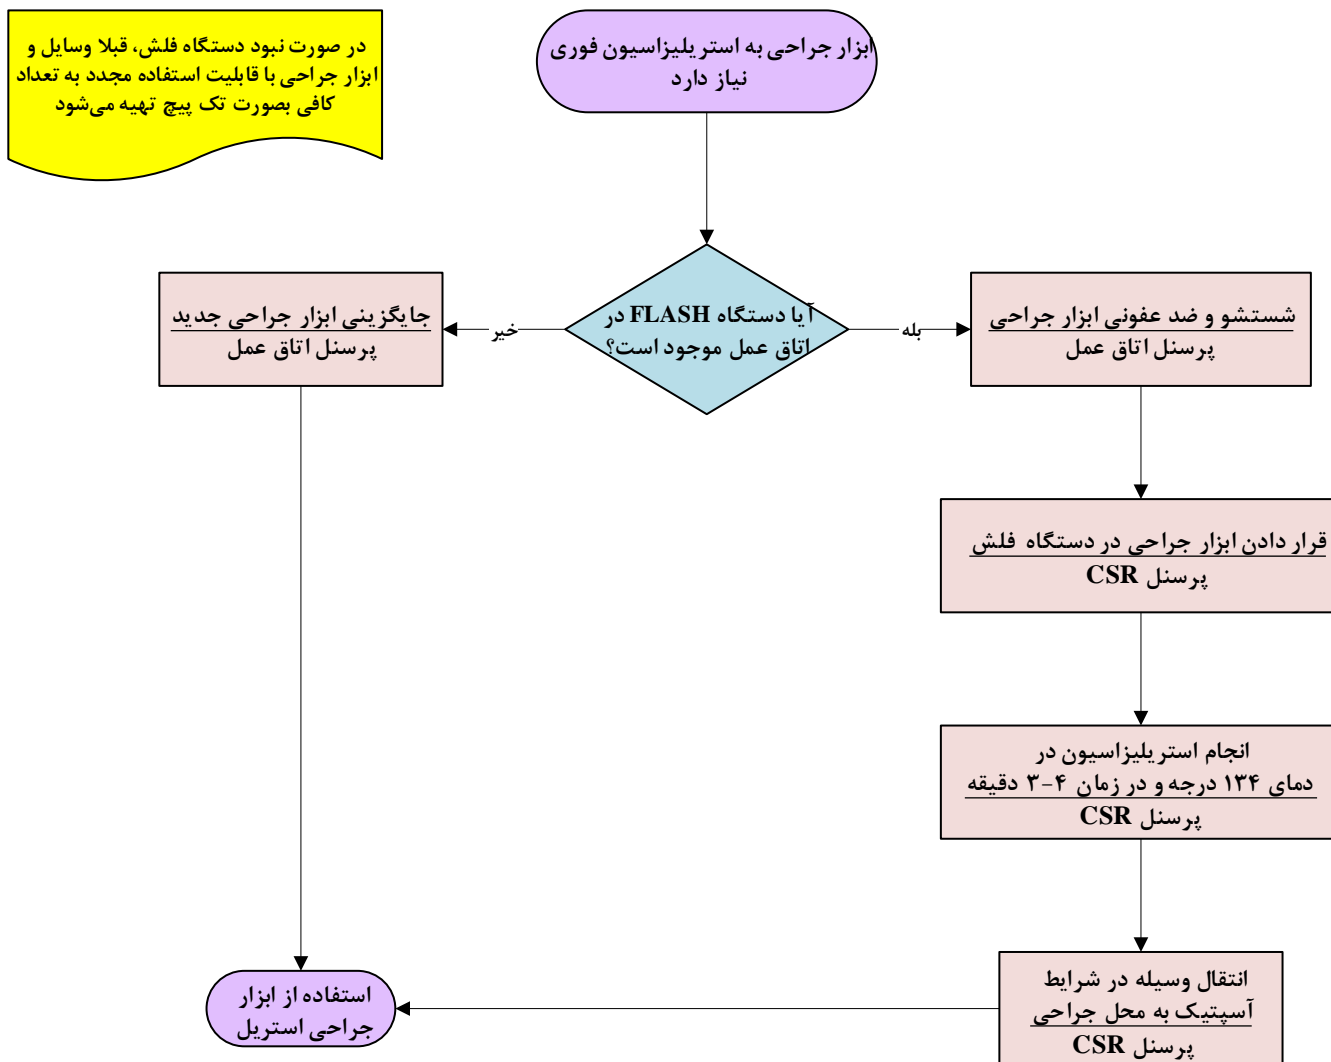 در صورت نبود دستگاه فلش، قبلا وسایل و
ابزار جراحی با قابلیت استفاده مجدد به تعداد
کافی بصورت تک پیچ تهیه می‌شود
ابزار جراحی به استریلیزاسیون فوری
نیاز دارد
آیا دستگاه FLASH در
اتاق عمل موجود است؟
بله
خیر
شستشو و ضد عفونی ابزار جراحی
پرسنل اتاق عمل
جایگزینی ابزار جراحی جدید
پرسنل اتاق عمل
قرار دادن ابزار جراحی در دستگاه فلش
پرسنل CSR
انجام استریلیزاسیون در
دمای ۱۳۴ درجه و در زمان ۴-۳ دقیقه
پرسنل CSR
انتقال وسیله در شرایط
آسپتیک به محل جراحی
پرسنل CSR
استفاده از ابزار
جراحی استریل